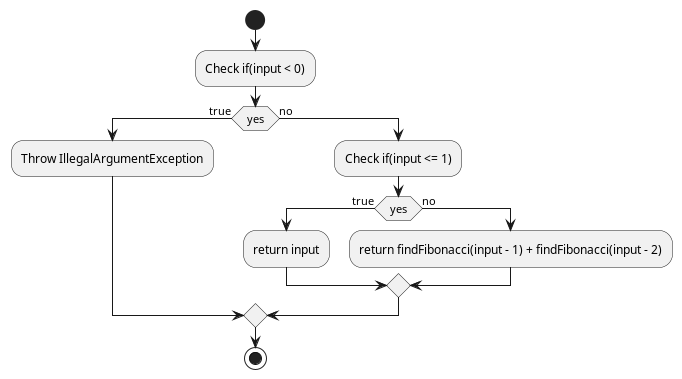 Check if(input < 0)
true
yes
no
Throw IllegalArgumentException
Check if(input <= 1)
true
yes
no
return input
return findFibonacci(input - 1) + findFibonacci(input - 2)